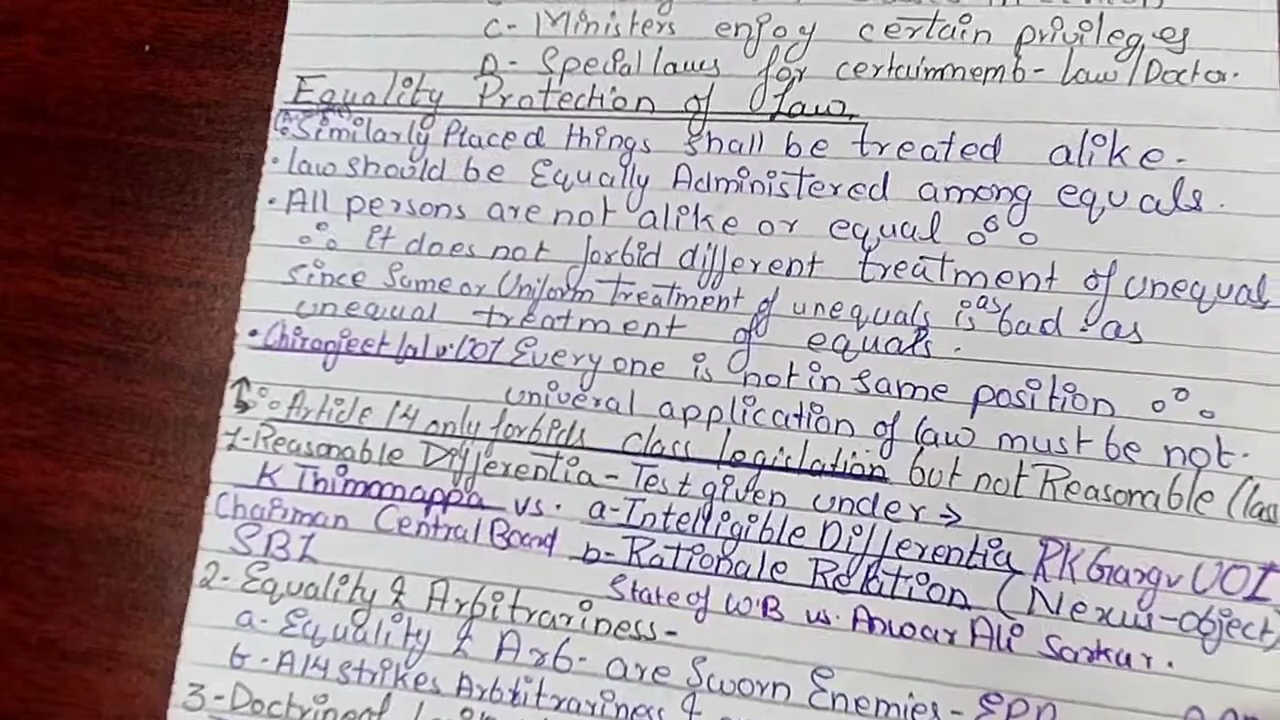 C- Ministers enjoy certain privileges
D- Special laws for certain memb- law/Doctor.
Equality Protection of law
Similarly Placed things shall be treated alike-
• law should be Equally Administered among equals.
• All persons are not alike or equal ∴
∴ it does not forbid different treatment of unequal
since same or Uniform treatment of unequals is as bad as
unequal treatment of equals.
• Chiranjeet lal v. UOI Everyone is not in same position ∴
univeral application of law must be not.
∴ Article 14 only forbids class legislation but not Reasonable Clas
1-Reasonable Differentia- Test given under →
K Thimmappa vs. a-Intelligible Differentia RK Garg v UOI
Chairman Central Board b-Rationale Relation (Nexus-object)
SBI State of W.B vs. Anwar Ali Sarkar.
2-Equality & Arbitrariness-
a- Equality & Arb- are Sworn Enemies-
b-A14 strikes Arbtitrariness &
3-Doctrine of